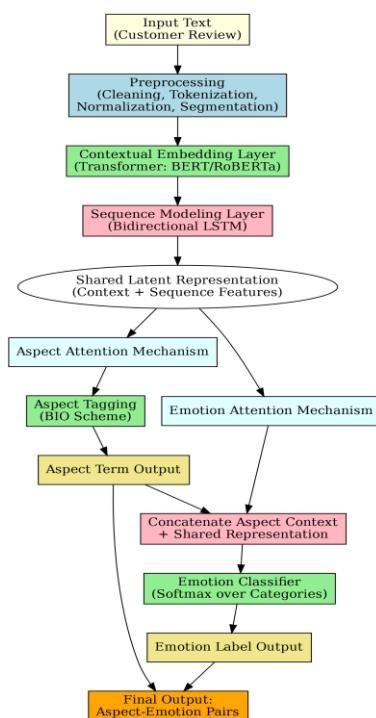 Input Text
(Customer Review)
Preprocessing
(Cleaning, Tokenization,
Normalization, Segmentation)
Contextual Embedding Layer
(Transformer: BERT/RoBERTa)
Sequence Modeling Layer
(Bidirectional LSTM)
Shared Latent Representation
(Context + Sequence Features)
Aspect Attention Mechanism
Aspect Tagging
(BIO Scheme)
Emotion Attention Mechanism
Aspect Term Output
Concatenate Aspect Context
+ Shared Representation
Emotion Classifier
(Softmax over Categories)
Emotion Label Output
Final Output:
Aspect-Emotion Pairs